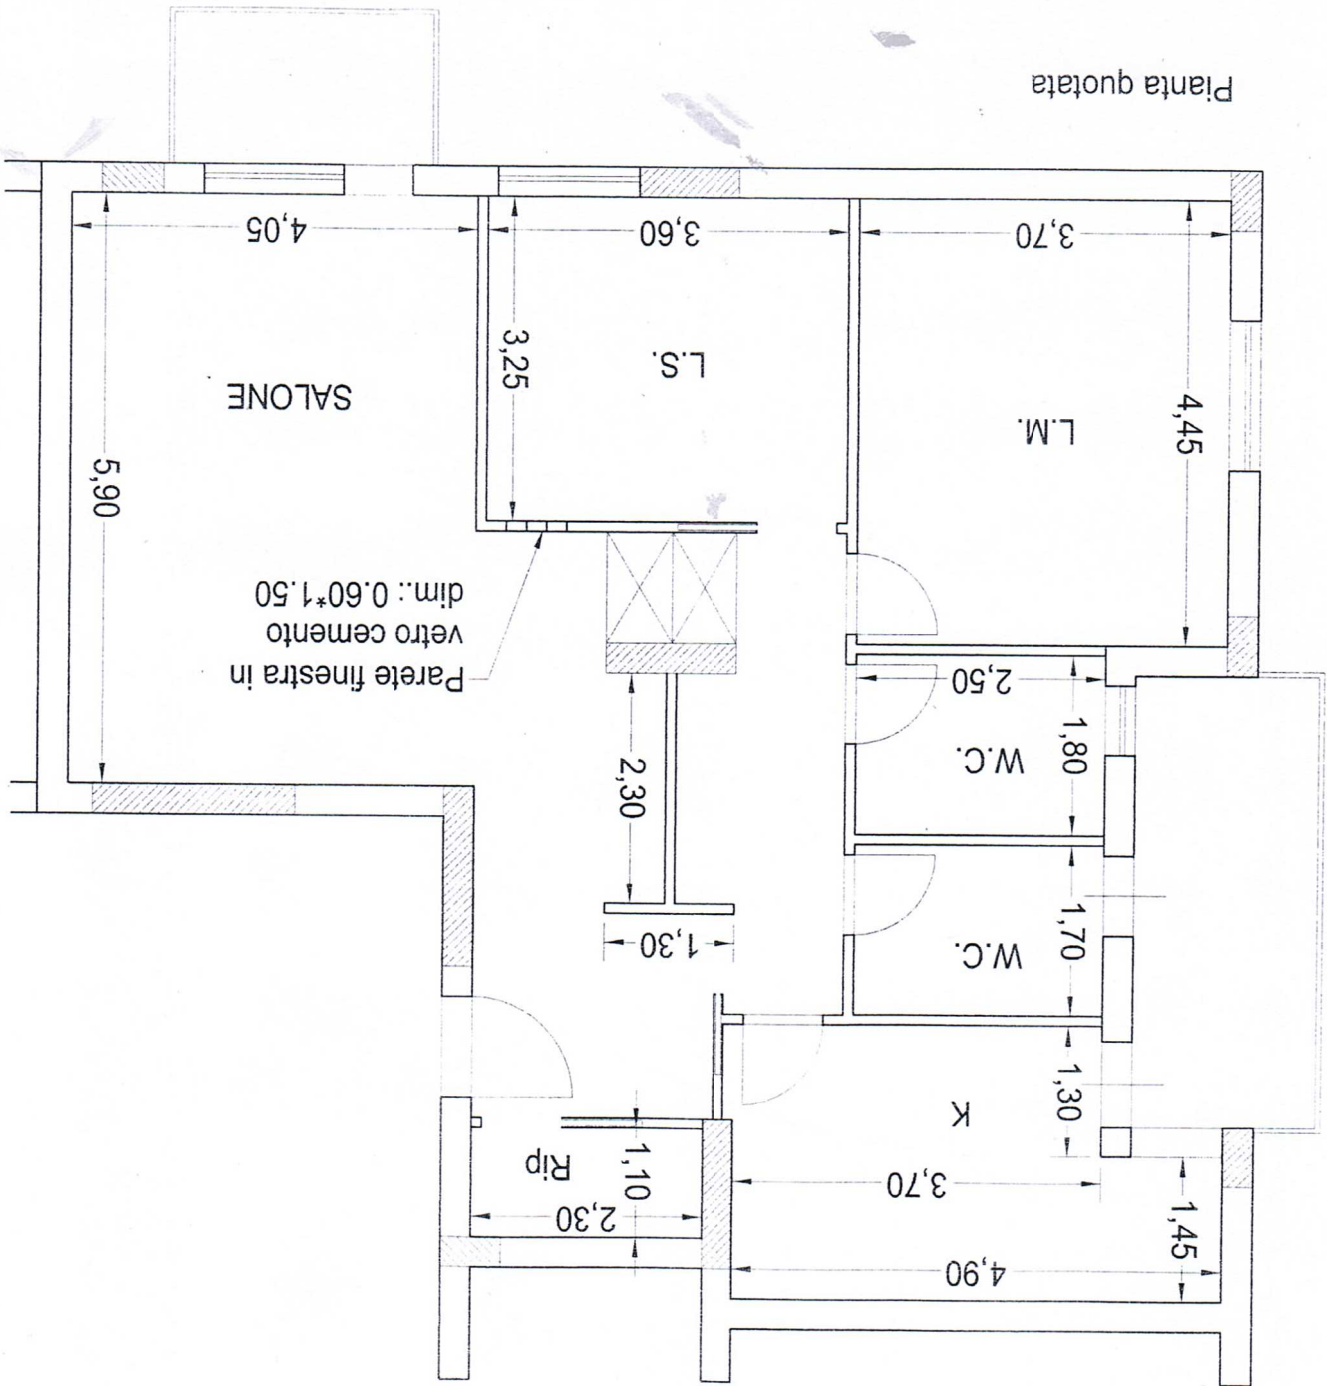 4,90
1,45
2,30
3,70
Rip
1,10
K
1,30
1,30
W.C.
1,70
2,30
W.C.
1,80
2,50
Parete finestra in
vetro cemento
dim.: 0.60*1.50
5,90
L.M.
4,45
SALONE
L.S.
3,25
3,70
3,60
4,05
Pianta quotata